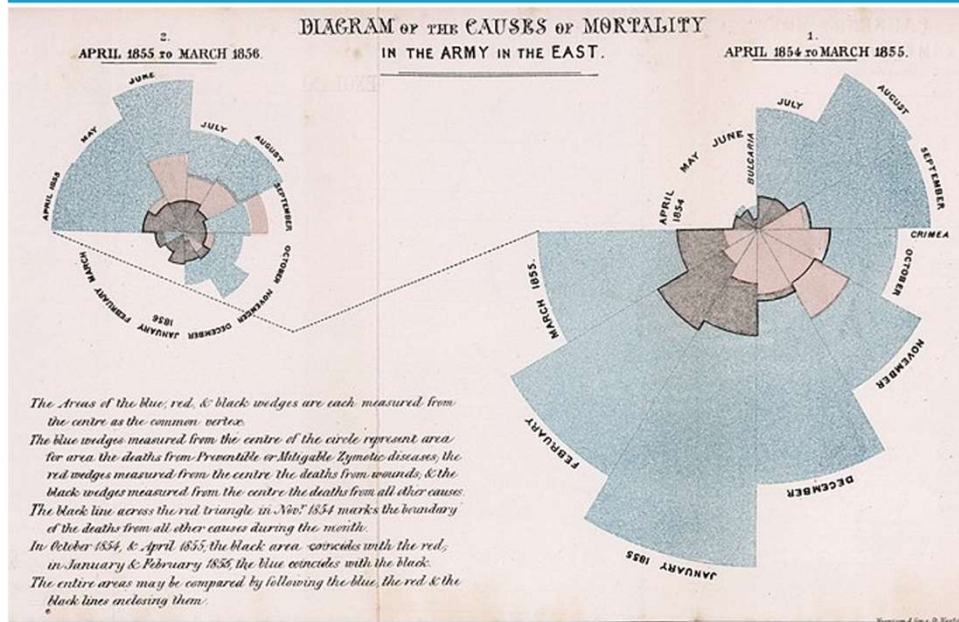 DIAGRAM OF THE CAUSES OF MORTALITY
IN THE ARMY IN THE EAST.
2.
APRIL 1855 TO MARCH 1856.
1.
APRIL 1854 TO MARCH 1855.
APRIL 1855
MAY
JUNE
JULY
AUGUST
SEPTEMBER
OCTOBER
NOVEMBER
DECEMBER
JANUARY 1856
FEBRUARY
MARCH
APRIL 1854
MAY
JUNE
BULGARIA
JULY
AUGUST
SEPTEMBER
CRIMEA
OCTOBER
NOVEMBER
DECEMBER
JANUARY 1855
FEBRUARY
MARCH 1855.
The Areas of the blue, red, & black wedges are each measured from
the centre as the common vertex.
The blue wedges measured from the centre of the circle represent area
for area the deaths from Preventible or Mitigable Zymotic diseases; the
red wedges measured from the centre the deaths from wounds; & the
black wedges measured from the centre the deaths from all other causes.
The black line across the red triangle in Nov.r 1854 marks the boundary
of the deaths from all other causes during the month.
In October 1854, & April 1855, the black area coincides with the red;
in January & February 1856, the blue coincides with the black.
The entire areas may be compared by following the blue, the red & the
black lines enclosing them.